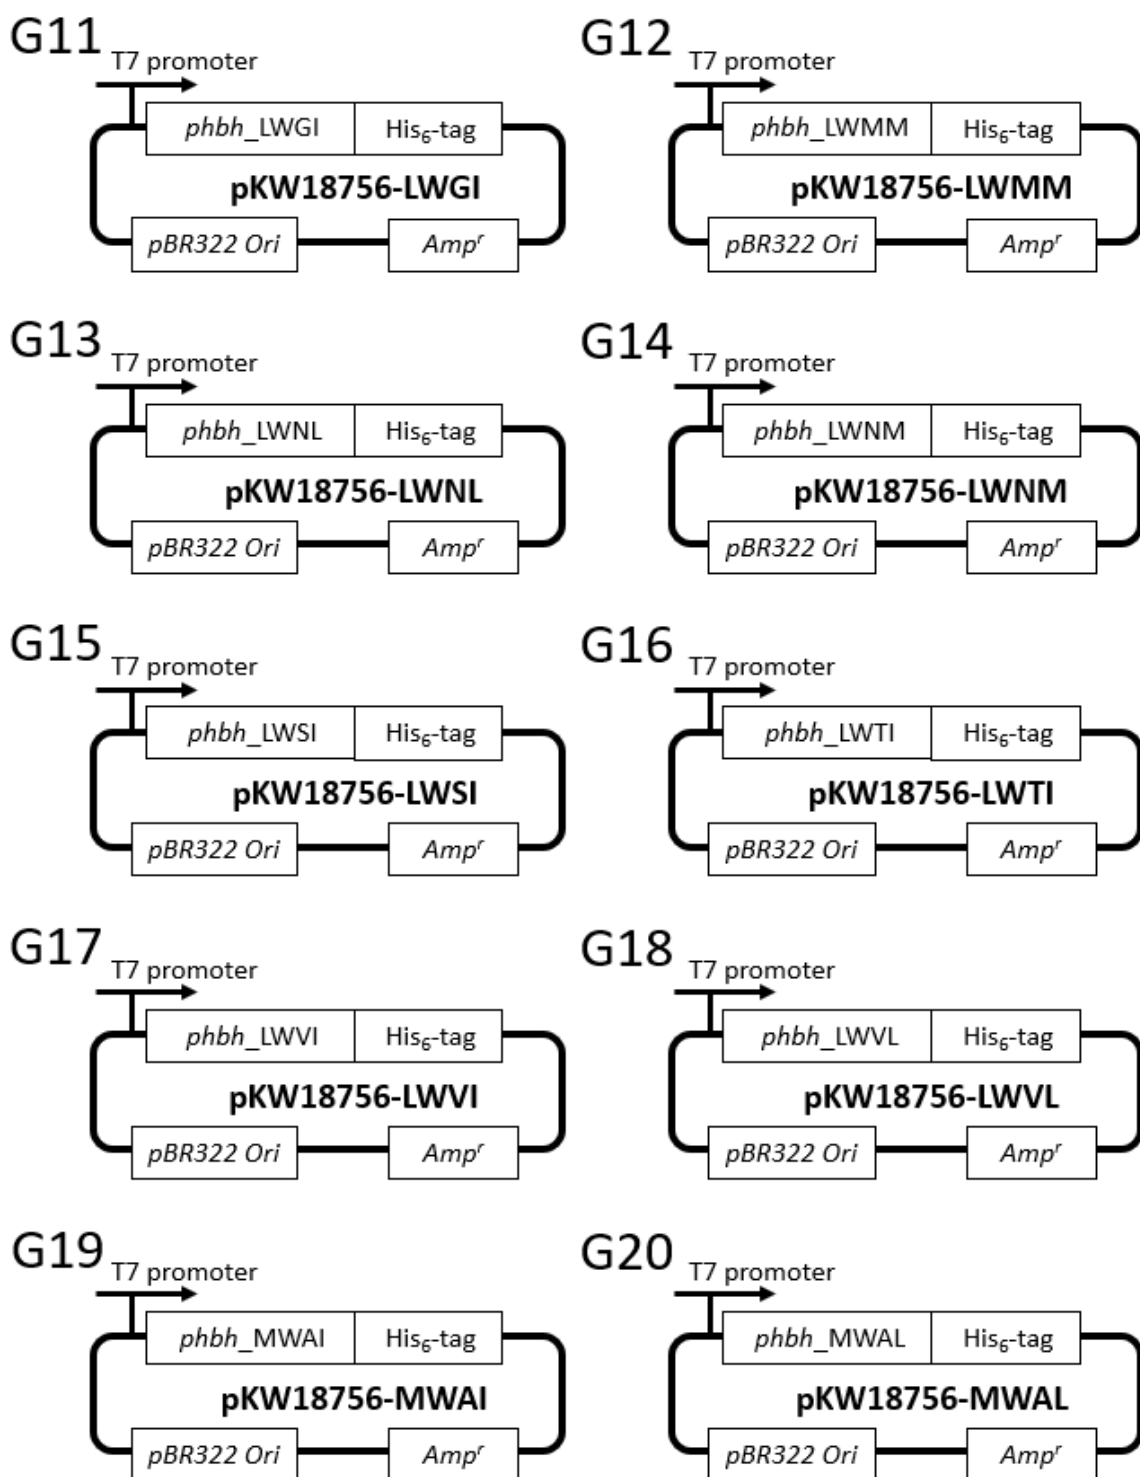 G11
T7 promoter
phbh_LWGI His₆-tag
pKW18756-LWGI
pBR322 Ori Ampʳ
G12
T7 promoter
phbh_LWMM His₆-tag
pKW18756-LWMM
pBR322 Ori Ampʳ
G13
T7 promoter
phbh_LWNL His₆-tag
pKW18756-LWNL
pBR322 Ori Ampʳ
G14
T7 promoter
phbh_LWNM His₆-tag
pKW18756-LWNM
pBR322 Ori Ampʳ
G15
T7 promoter
phbh_LWSI His₆-tag
pKW18756-LWSI
pBR322 Ori Ampʳ
G16
T7 promoter
phbh_LWTI His₆-tag
pKW18756-LWTI
pBR322 Ori Ampʳ
G17
T7 promoter
phbh_LWVI His₆-tag
pKW18756-LWVI
pBR322 Ori Ampʳ
G18
T7 promoter
phbh_LWVL His₆-tag
pKW18756-LWVL
pBR322 Ori Ampʳ
G19
T7 promoter
phbh_MWAI His₆-tag
pKW18756-MWAI
pBR322 Ori Ampʳ
G20
T7 promoter
phbh_MWAL His₆-tag
pKW18756-MWAL
pBR322 Ori Ampʳ